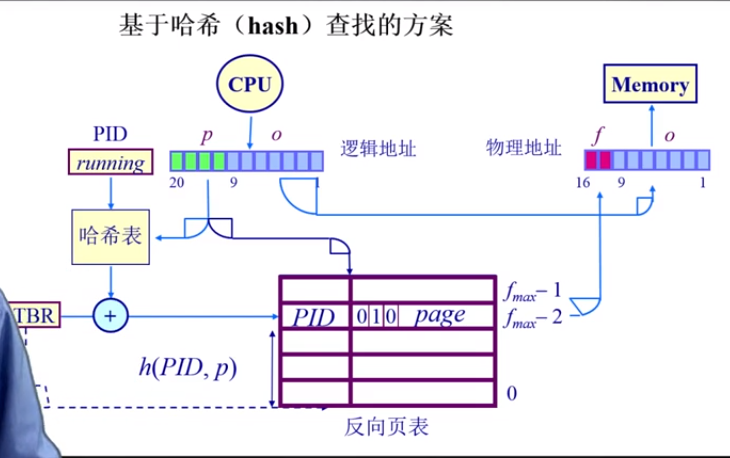 基于哈希（hash）查找的方案
CPU
Memory
PID
p
o
逻辑地址
物理地址
f
o
running
20
9
1
16
9
1
哈希表
TBR
+
PID
0
1
0
page
fmax– 1
fmax– 2
h(PID, p)
0
反向页表